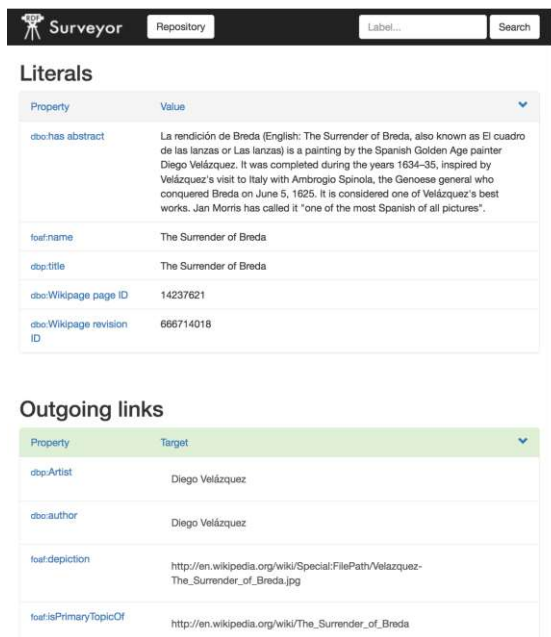 RDF
Surveyor
Repository
Label...
Search
Literals
Property Value
dbo:has abstract La rendición de Breda (English: The Surrender of Breda, also known as El cuadro
de las lanzas or Las lanzas) is a painting by the Spanish Golden Age painter
Diego Velázquez. It was completed during the years 1634–35, inspired by
Velázquez's visit to Italy with Ambrogio Spinola, the Genoese general who
conquered Breda on June 5, 1625. It is considered one of Velázquez's best
works. Jan Morris has called it "one of the most Spanish of all pictures".
foaf:name The Surrender of Breda
dbp:title The Surrender of Breda
dbo:Wikipage page ID 14237621
dbo:Wikipage revision 666714018
ID
Outgoing links
Property Target
dbp:Artist
Diego Velázquez
dbo:author
Diego Velázquez
foaf:depiction
http://en.wikipedia.org/wiki/Special:FilePath/Velazquez-
The_Surrender_of_Breda.jpg
foaf:isPrimaryTopicOf
http://en.wikipedia.org/wiki/The_Surrender_of_Breda